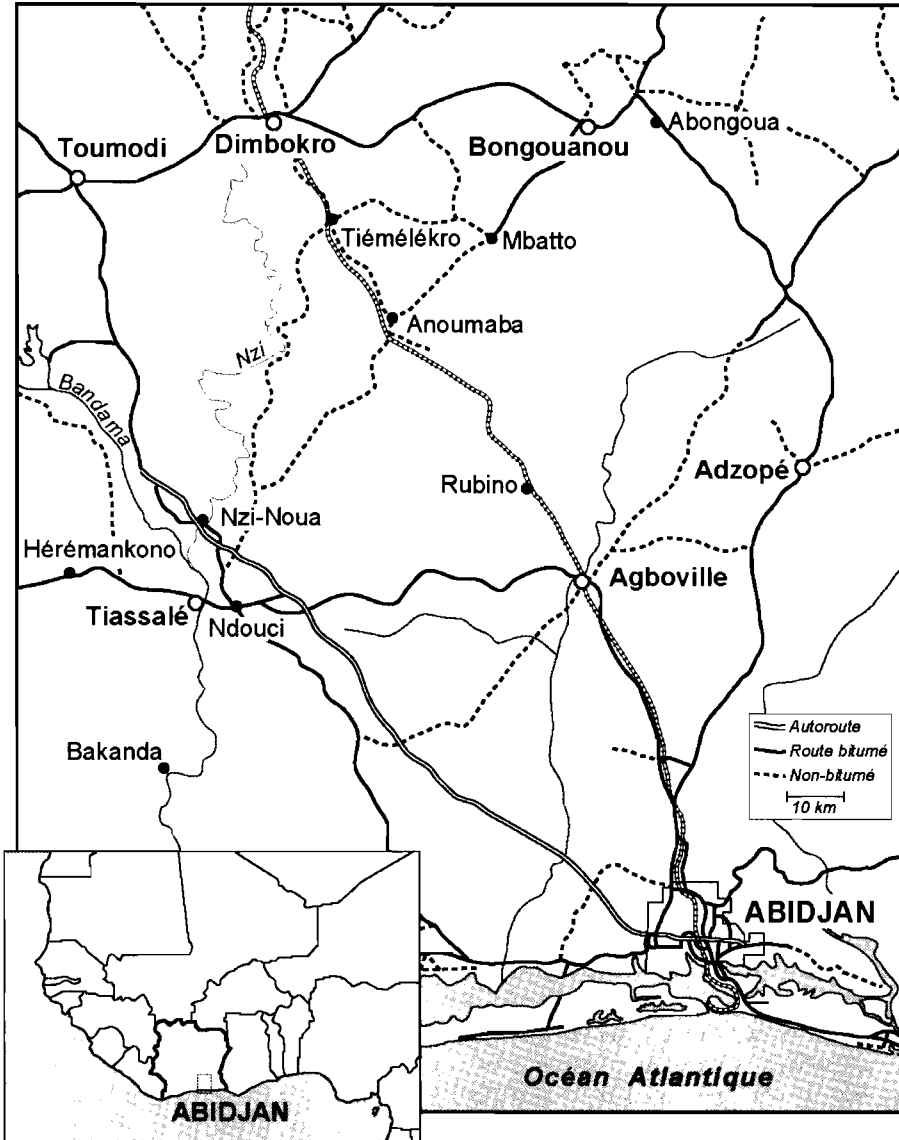 Abongoua
Dimbokro
Bongouanou
Toumodi
Tiémélékro
Mbatto
Anoumaba
Nzi
Bandama
Adzopé
Rubino
Nzi-Noua
Hérémankono
Agboville
Tiassalé
Ndouci
Autoroute
Route bitumé
Non-bitumé
10 km
Bakanda
ABIDJAN
Océan Atlantique
ABIDJAN